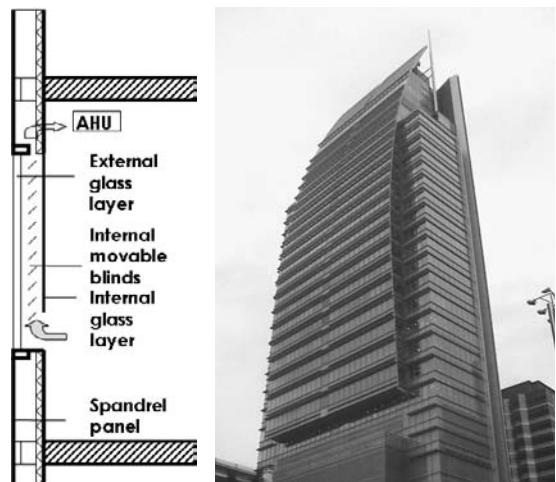 AHU
External
glass
layer
Internal
movable
blinds
Internal
glass
layer
Spandrel
panel